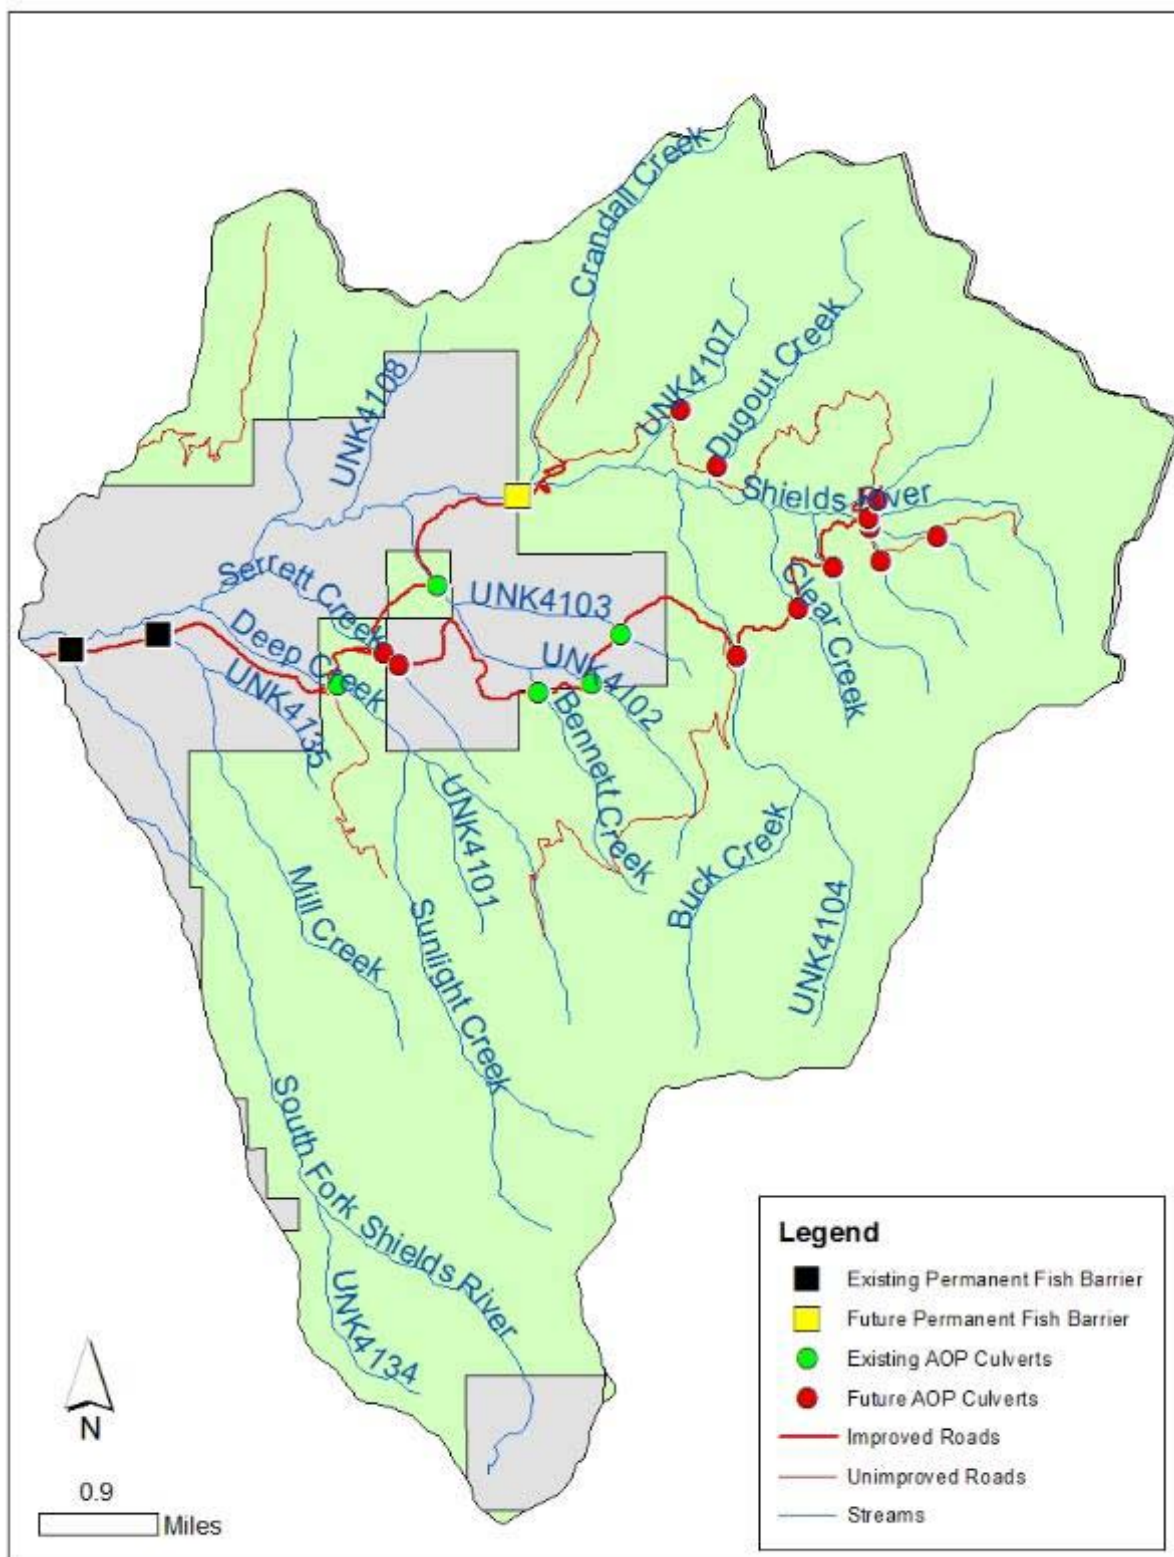 Crandall Creek
UNK4108
UNK4107
Dugout Creek
Shields River
Serrett Creek
UNK4103
Deep Creek
Clear Creek
UNK4102
UNK4135
Bennett Creek
UNK4101
Buck Creek
Mill Creek
UNK4104
Sunlight Creek
South Fork Shields River
UNK4134
Legend
Existing Permanent Fish Barrier
Future Permanent Fish Barrier
Existing AOP Culverts
Future AOP Culverts
Improved Roads
Unimproved Roads
Streams
N
0.9
Miles